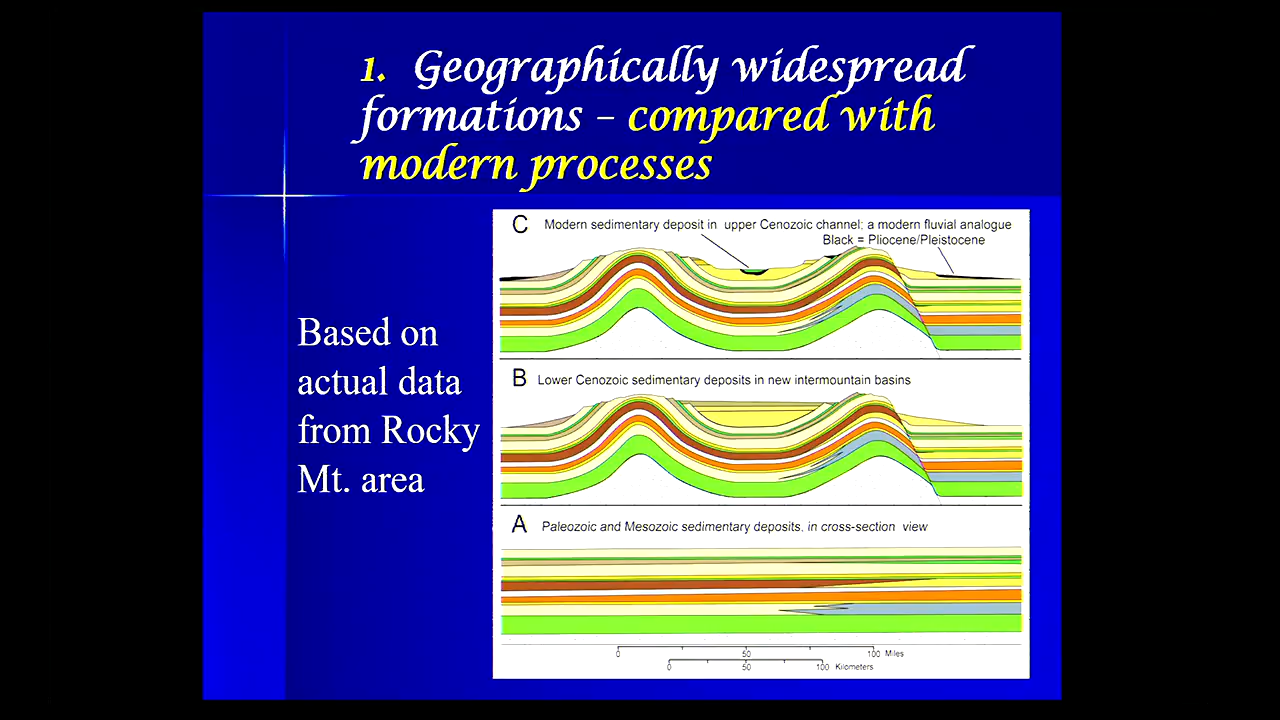 1. Geographically widespread
formations – compared with
modern processes
Based on
actual data
from Rocky
Mt. area
C Modern sedimentary deposit in upper Cenozoic channel; a modern fluvial analogue
Black = Pliocene/Pleistocene
B Lower Cenozoic sedimentary deposits in new intermountain basins
A Paleozoic and Mesozoic sedimentary deposits, in cross-section view
0 50 100 Miles
0 50 100 Kilometers